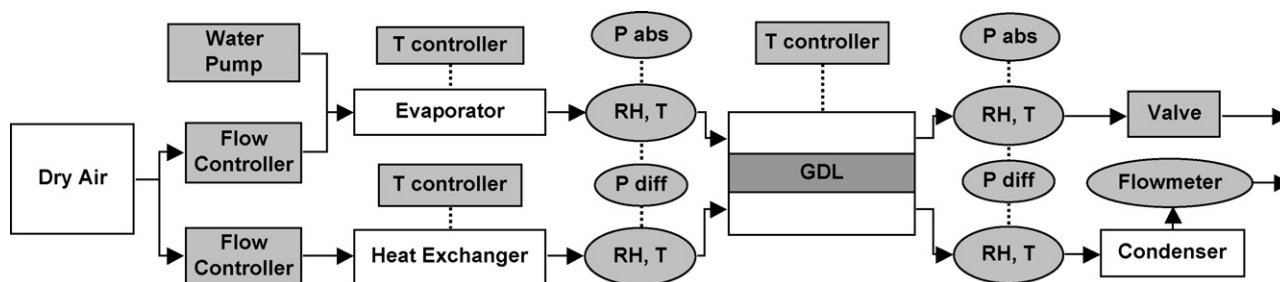 Dry Air
Water
Pump
Flow
Controller
Flow
Controller
T controller
Evaporator
T controller
Heat Exchanger
P abs
RH, T
P diff
RH, T
T controller
GDL
P abs
RH, T
P diff
RH, T
Valve
Flowmeter
Condenser